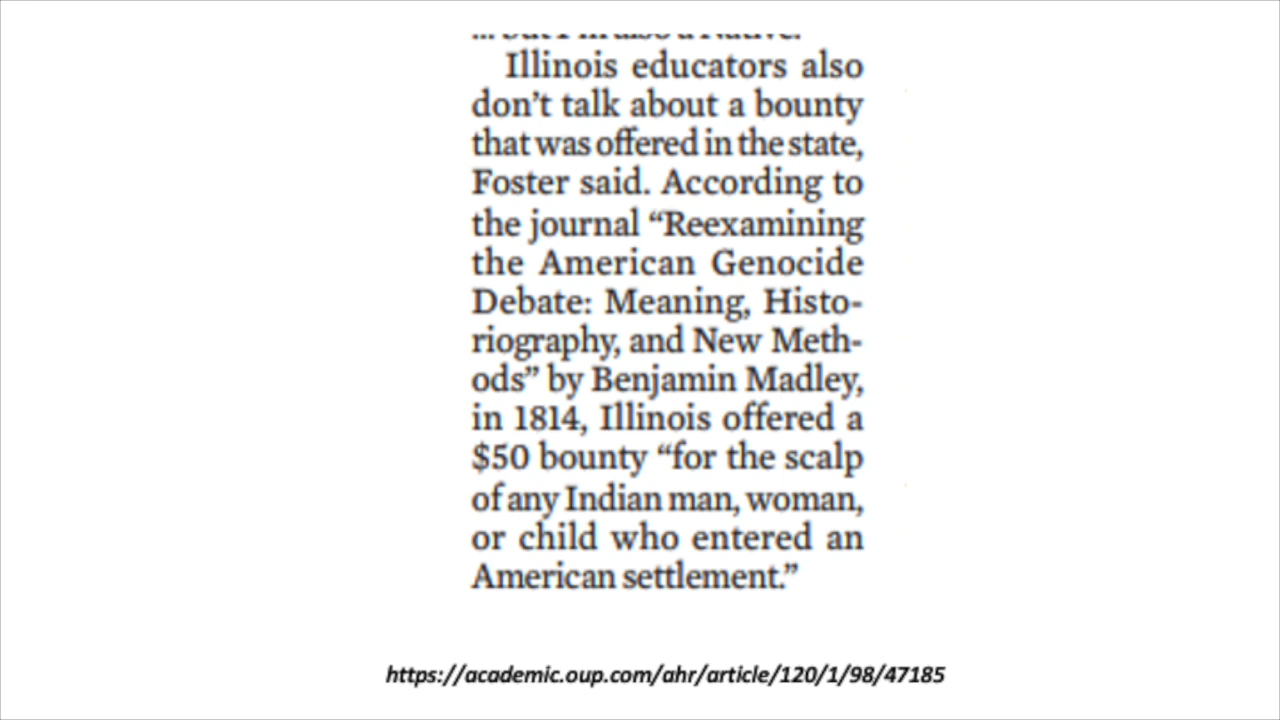 ... but I'm also a Native.
Illinois educators also
don't talk about a bounty
that was offered in the state,
Foster said. According to
the journal “Reexamining
the American Genocide
Debate: Meaning, Histo-
riography, and New Meth-
ods” by Benjamin Madley,
in 1814, Illinois offered a
$50 bounty “for the scalp
of any Indian man, woman,
or child who entered an
American settlement.”
https://academic.oup.com/ahr/article/120/1/98/47185